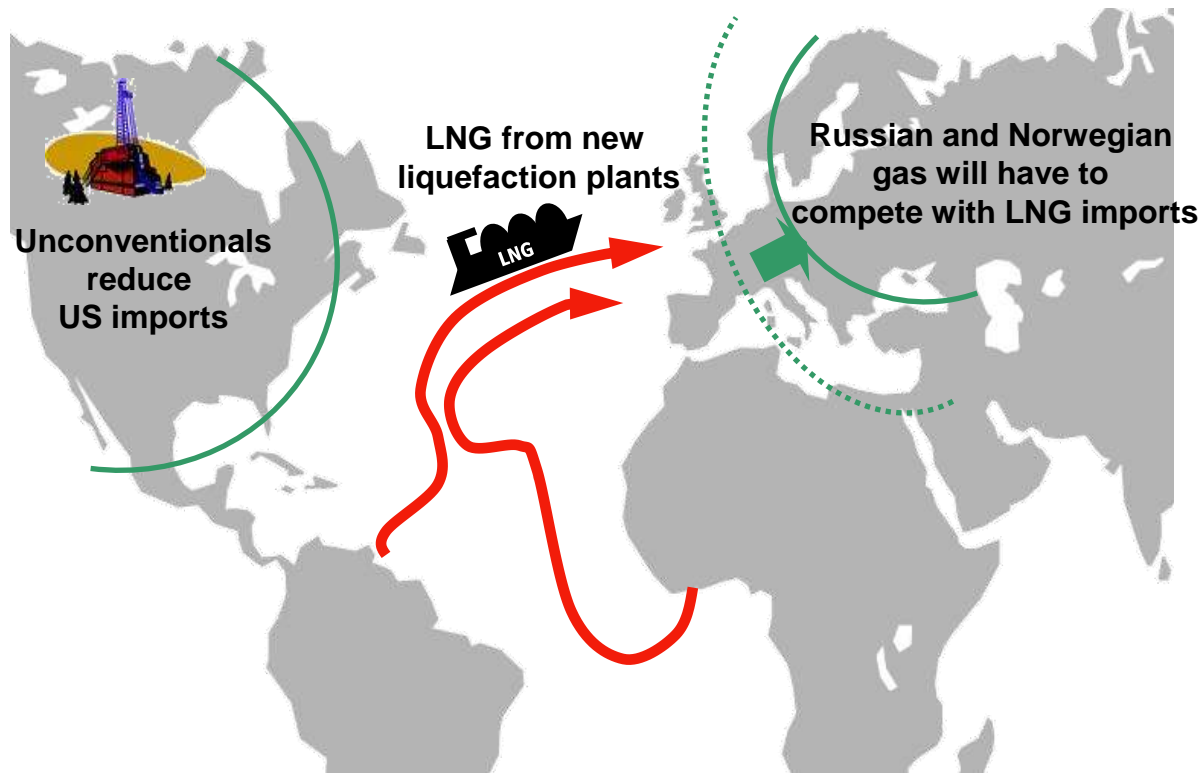 Unconventionals
reduce
US imports
LNG from new
liquefaction plants
LNG
Russian and Norwegian
gas will have to
compete with LNG imports